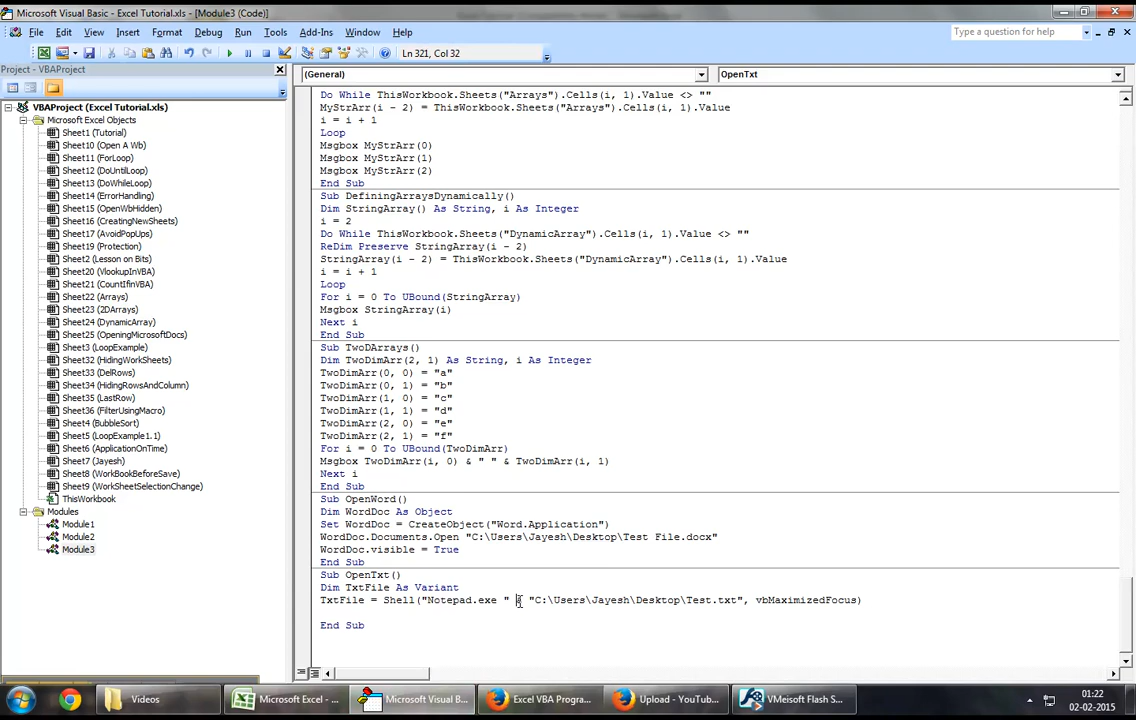 Microsoft Visual Basic - Excel Tutorial.xls - [Module3 (Code)]
File Edit View Insert Format Debug Run Tools Add-Ins Window Help
Type a question for help
Ln 321, Col 32
Project - VBAProject
(General)
OpenTxt
VBAProject (Excel Tutorial.xls)
Microsoft Excel Objects
Sheet1 (Tutorial)
Sheet10 (Open A Wb)
Sheet11 (ForLoop)
Sheet12 (DoUntilLoop)
Sheet13 (DoWhileLoop)
Sheet14 (ErrorHandling)
Sheet15 (OpenWbHidden)
Sheet16 (CreatingNewSheets)
Sheet17 (AvoidPopUps)
Sheet19 (Protection)
Sheet2 (Lesson on Bits)
Sheet20 (VlookupInVBA)
Sheet21 (CountIfinVBA)
Sheet22 (Arrays)
Sheet23 (2DArrays)
Sheet24 (DynamicArray)
Sheet25 (OpeningMicrosoftDocs)
Sheet3 (LoopExample)
Sheet32 (HidingWorkSheets)
Sheet33 (DelRows)
Sheet34 (HidingRowsAndColumn)
Sheet35 (LastRow)
Sheet36 (FilterUsingMacro)
Sheet4 (BubbleSort)
Sheet5 (LoopExample1.1)
Sheet6 (ApplicationOnTime)
Sheet7 (Jayesh)
Sheet8 (WorkBookBeforeSave)
Sheet9 (WorkSheetSelectionChange)
ThisWorkbook
Modules
Module1
Module2
Module3
Do While ThisWorkbook.Sheets("Arrays").Cells(i, 1).Value <> ""
MyStrArr(i - 2) = ThisWorkbook.Sheets("Arrays").Cells(i, 1).Value
i = i + 1
Loop
Msgbox MyStrArr(0)
Msgbox MyStrArr(1)
Msgbox MyStrArr(2)
End Sub
Sub DefiningArraysDynamically()
Dim StringArray() As String, i As Integer
i = 2
Do While ThisWorkbook.Sheets("DynamicArray").Cells(i, 1).Value <> ""
ReDim Preserve StringArray(i - 2)
StringArray(i - 2) = ThisWorkbook.Sheets("DynamicArray").Cells(i, 1).Value
i = i + 1
Loop
For i = 0 To UBound(StringArray)
Msgbox StringArray(i)
Next i
End Sub
Sub TwoDArrays()
Dim TwoDimArr(2, 1) As String, i As Integer
TwoDimArr(0, 0) = "a"
TwoDimArr(0, 1) = "b"
TwoDimArr(1, 0) = "c"
TwoDimArr(1, 1) = "d"
TwoDimArr(2, 0) = "e"
TwoDimArr(2, 1) = "f"
For i = 0 To UBound(TwoDimArr)
Msgbox TwoDimArr(i, 0) & " " & TwoDimArr(i, 1)
Next i
End Sub
Sub OpenWord()
Dim WordDoc As Object
Set WordDoc = CreateObject("Word.Application")
WordDoc.Documents.Open "C:\Users\Jayesh\Desktop\Test File.docx"
WordDoc.visible = True
End Sub
Sub OpenTxt()
Dim TxtFile As Variant
TxtFile = Shell("Notepad.exe " & "C:\Users\Jayesh\Desktop\Test.txt", vbMaximizedFocus)
End Sub
Videos
Microsoft Excel - ...
Microsoft Visual B...
Excel VBA Progra...
Upload - YouTub...
VMeisoft Flash S...
01:22
02-02-2015